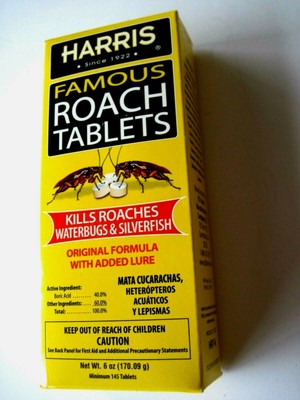 HARRIS
Since 1922
®
FAMOUS
ROACH
TABLETS
KILLS ROACHES
WATERBUGS & SILVERFISH
ORIGINAL FORMULA
WITH ADDED LURE
Active Ingredient:
Boric Acid .......... 40.0%
Other Ingredients: ... 60.0%
Total: .......... 100.0%
MATA CUCARACHAS,
HETERÓPTEROS
ACUÁTICOS
Y LEPISMAS
KEEP OUT OF REACH OF CHILDREN
CAUTION
See Back Panel for First Aid and Additional Precautionary Statements
Net Wt. 6 oz (170.09 g)
Minimum 145 Tablets